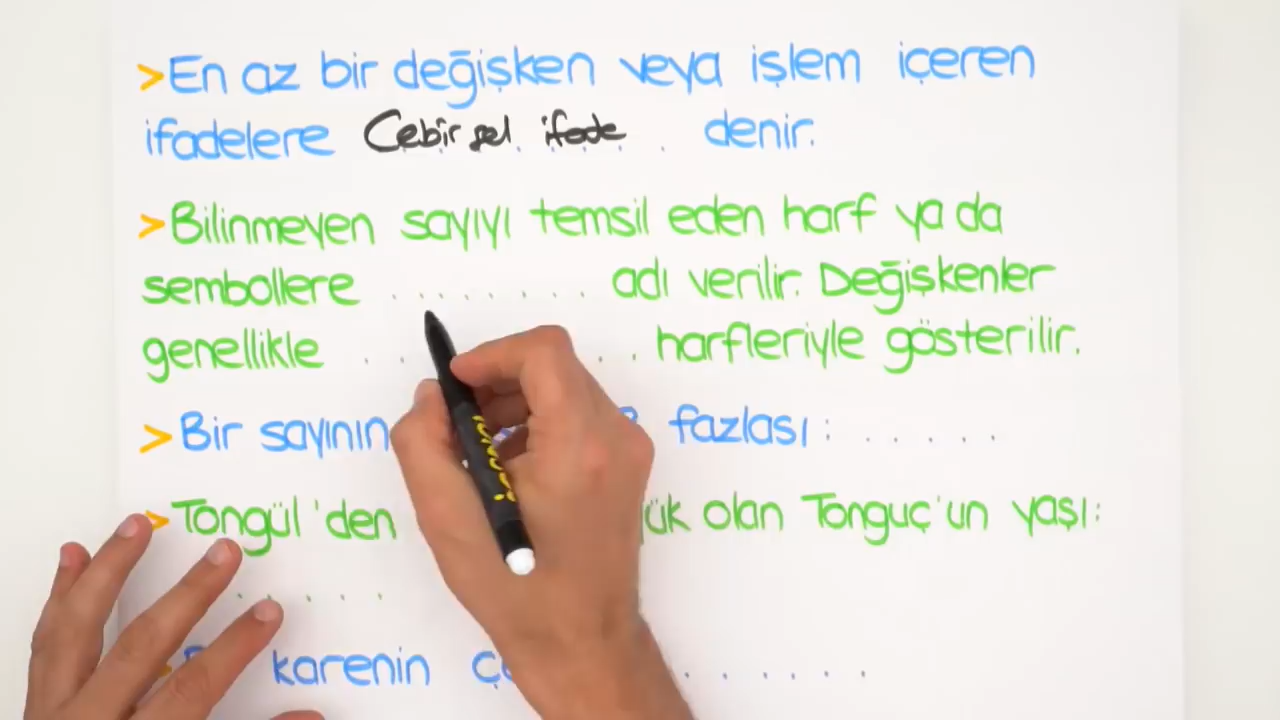 > En az bir değişken veya işlem içeren
ifadelere Cebirsel ifade . denir.
> Bilinmeyen sayıyı temsil eden harf ya da
sembollere . . . . . . . . adı verilir. Değişkenler
genellikle . . . . harfleriyle gösterilir.
> Bir sayının fazlası : . . . . .
> Tongül'den olan Tonguç'un yaşı:
. . . . .
karenin . . . . . .